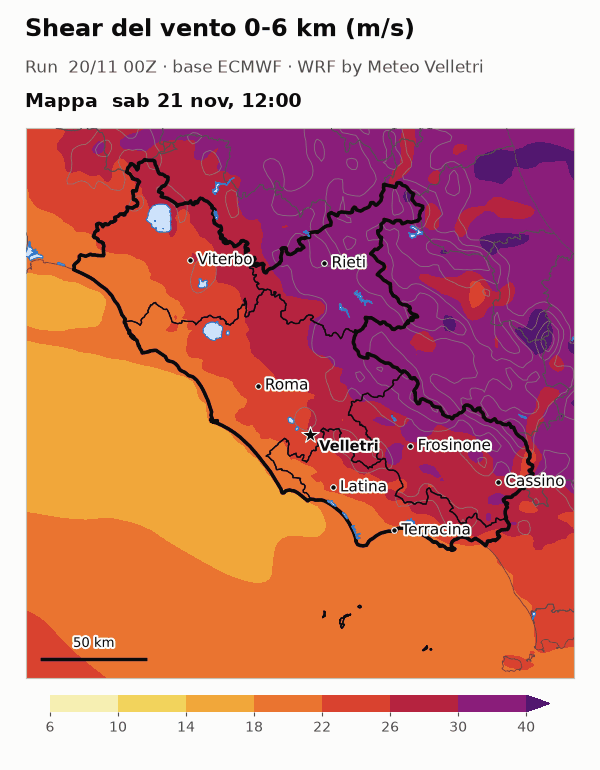 Shear del vento 0-6 km (m/s)
Run  20/11 00Z · base ECMWF · WRF by Meteo Velletri
Mappa  sab 21 nov, 12:00
Viterbo
Rieti
Roma
Velletri
Frosinone
Latina
Cassino
Terracina
50 km
6 10 14 18 22 26 30 40